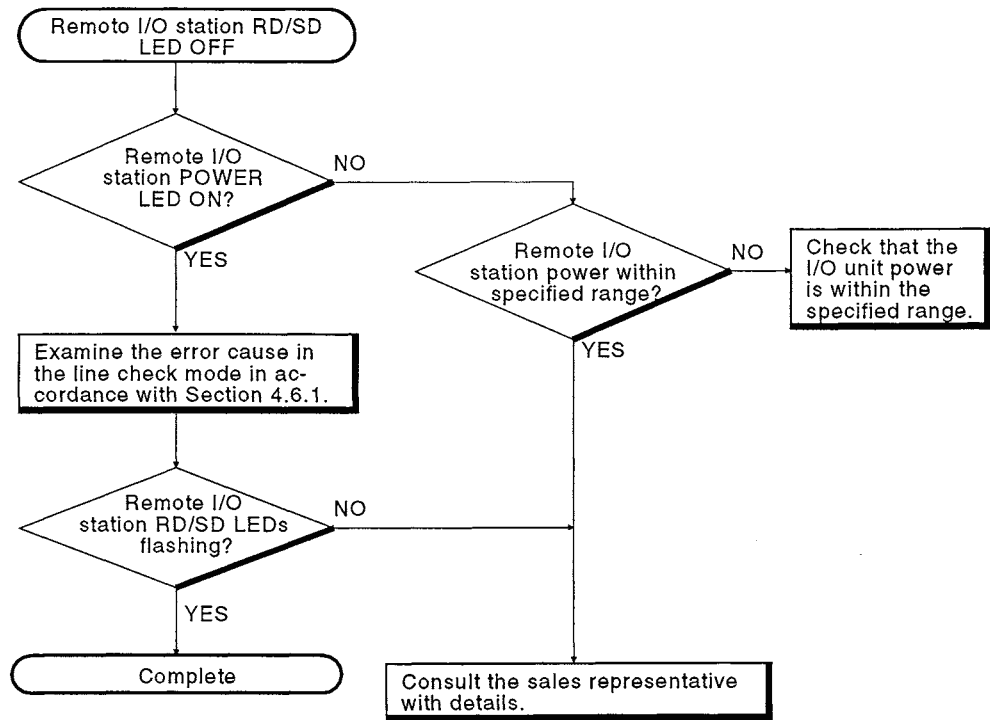 Remoto I/O station RD/SD
LED OFF
Remote I/O
station POWER
LED ON?
NO
YES
Remote I/O
station power within
specified range?
NO
YES
Check that the
I/O unit power
is within the
specified range.
Examine the error cause in
the line check mode in ac-
cordance with Section 4.6.1.
Remote I/O
station RD/SD LEDs
flashing?
NO
YES
Complete
Consult the sales representative
with details.